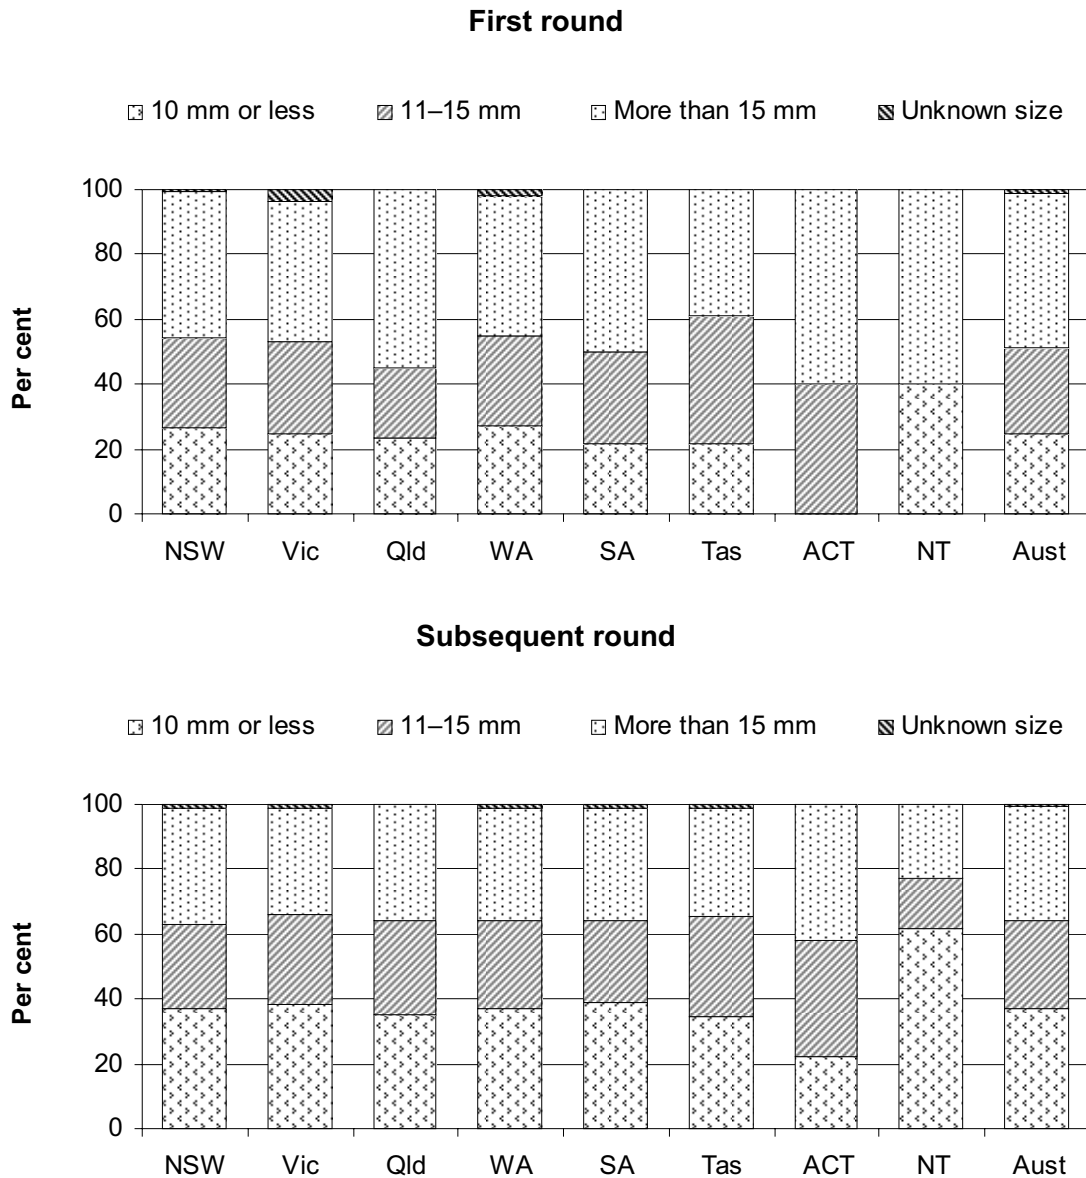 First round
10 mm or less 11–15 mm More than 15 mm Unknown size
100
80
60
40
20
0
Per cent
NSW Vic Qld WA SA Tas ACT NT Aust
Subsequent round
10 mm or less 11–15 mm More than 15 mm Unknown size
100
80
60
40
20
0
Per cent
NSW Vic Qld WA SA Tas ACT NT Aust